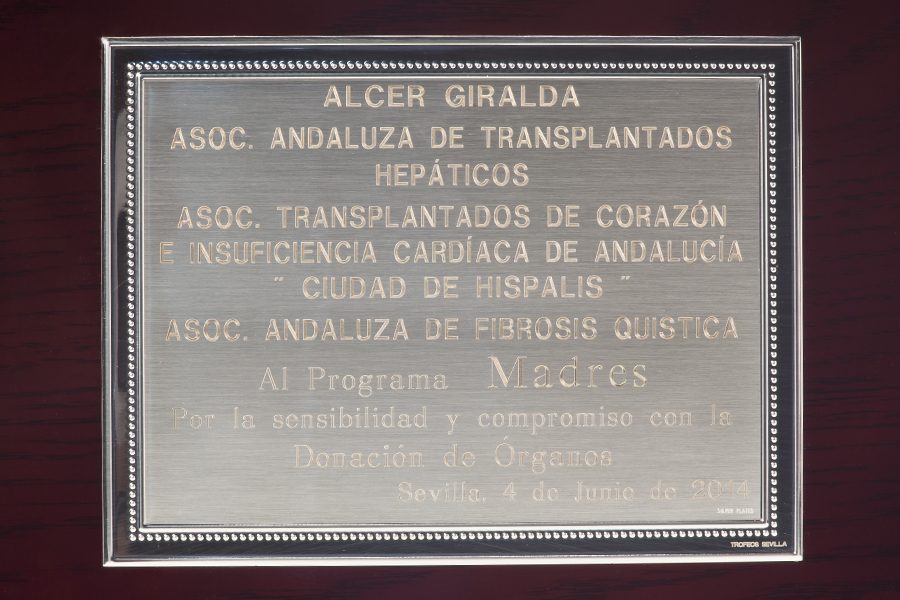 ALCER GIRALDA
ASOC. ANDALUZA DE TRANSPLANTADOS
HEPÁTICOS
ASOC. TRANSPLANTADOS DE CORAZÓN
E INSUFICIENCIA CARDÍACA DE ANDALUCÍA
" CIUDAD DE HISPALIS "
ASOC. ANDALUZA DE FIBROSIS QUISTICA
Al Programa Madres
Por la sensibilidad y compromiso con la
Donación de Órganos
Sevilla, 4 de Junio de 2014
SILVER PLATED
TROFEOS SEVILLA